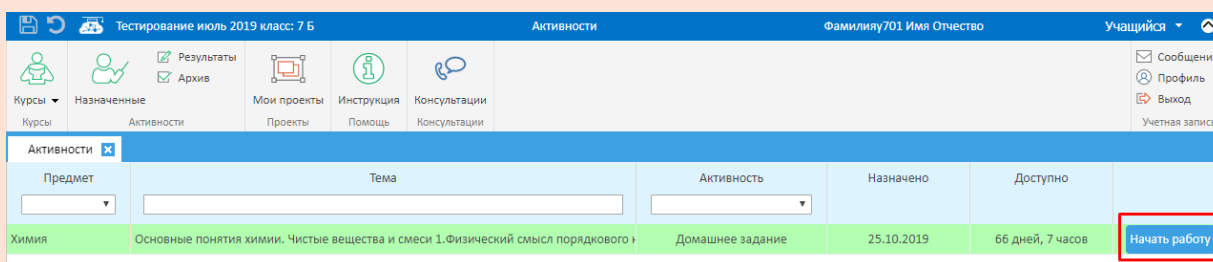 Тестирование июль 2019 класс: 7 Б Активности Фамилияу701 Имя Отчество Учащийся
Результаты Сообщени
Архив Профиль
Курсы Назначенные Мои проекты Инструкция Консультации Выход
Курсы Активности Проекты Помощь Консультации Учетная запис
Активности
Предмет Тема Активность Назначено Доступно
Химия Основные понятия химии. Чистые вещества и смеси 1.Физический смысл порядкового н Домашнее задание 25.10.2019 66 дней, 7 часов Начать работу